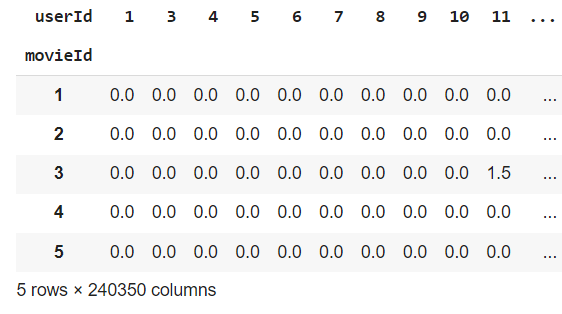 userId 1 3 4 5 6 7 8 9 10 11 ...
movieId
1 0.0 0.0 0.0 0.0 0.0 0.0 0.0 0.0 0.0 0.0 ...
2 0.0 0.0 0.0 0.0 0.0 0.0 0.0 0.0 0.0 0.0 ...
3 0.0 0.0 0.0 0.0 0.0 0.0 0.0 0.0 0.0 1.5 ...
4 0.0 0.0 0.0 0.0 0.0 0.0 0.0 0.0 0.0 0.0 ...
5 0.0 0.0 0.0 0.0 0.0 0.0 0.0 0.0 0.0 0.0 ...
5 rows × 240350 columns